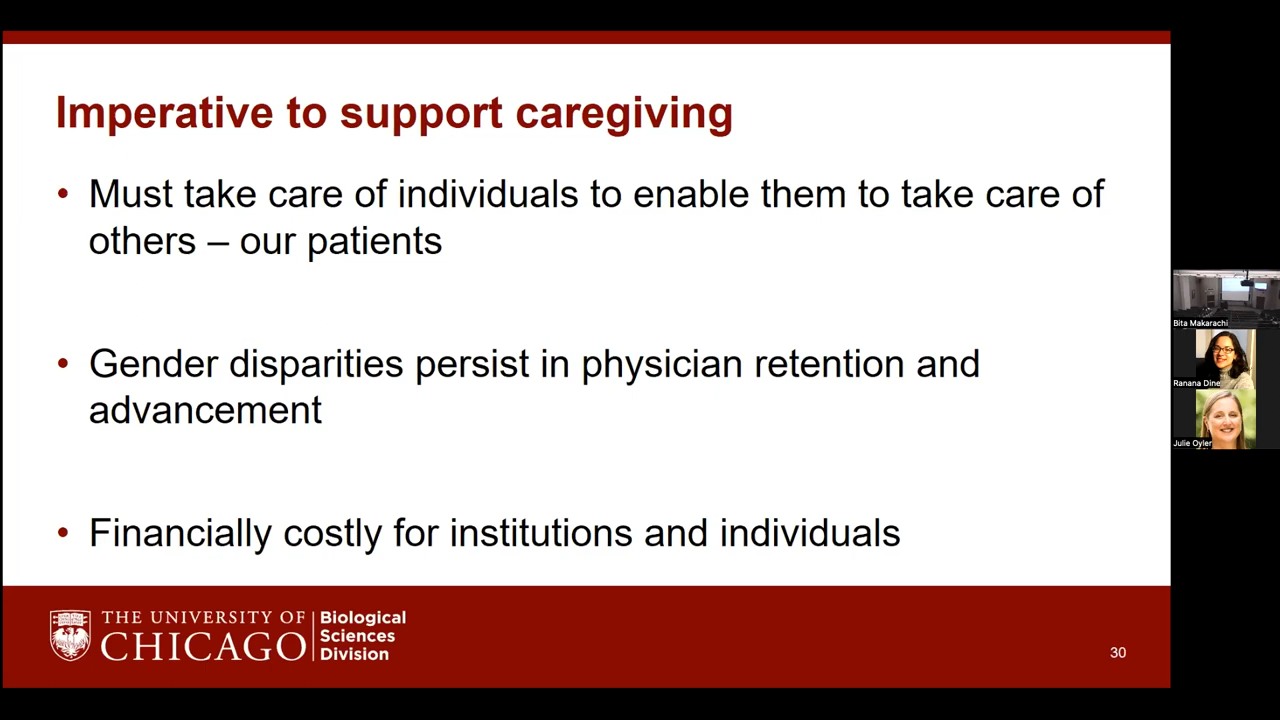 Imperative to support caregiving
• Must take care of individuals to enable them to take care of
others – our patients
• Gender disparities persist in physician retention and
advancement
• Financially costly for institutions and individuals
THE UNIVERSITY OF
CHICAGO
Biological
Sciences
Division
30
Bita Makarachi
Ranana Dine
Julie Oyler